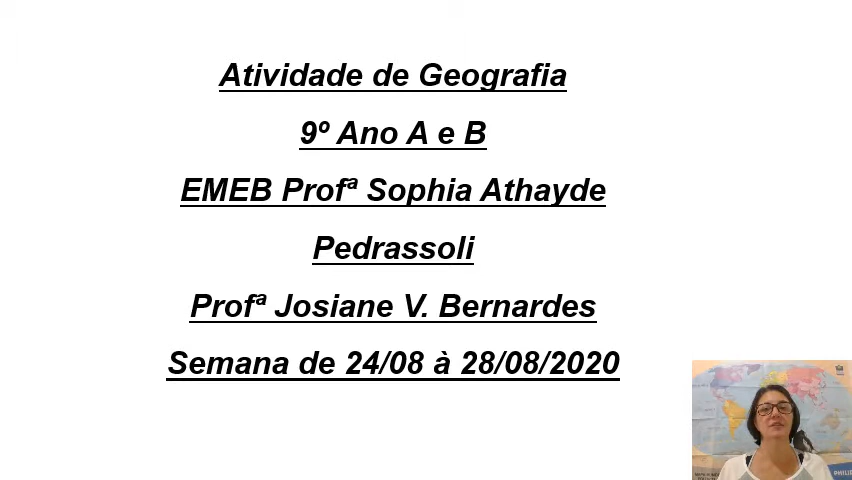 Atividade de Geografia
9º Ano A e B
EMEB Profª Sophia Athayde
Pedrassoli
Profª Josiane V. Bernardes
Semana de 24/08 à 28/08/2020
PHILI